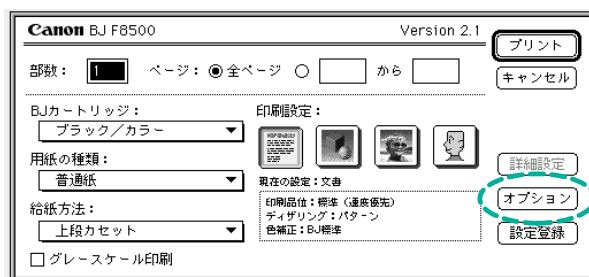 Canon BJ F8500 Version 2.1
プリント
部数： 1 ページ： 全ページ から
キャンセル
BJカートリッジ：
ブラック／カラー
用紙の種類：
普通紙
給紙方法：
上段カセット
グレースケール印刷
印刷設定：
現在の設定：文書
印刷品位：標準（速度優先）
ディザリング：パターン
色補正：BJ標準
詳細設定
オプション
設定登録